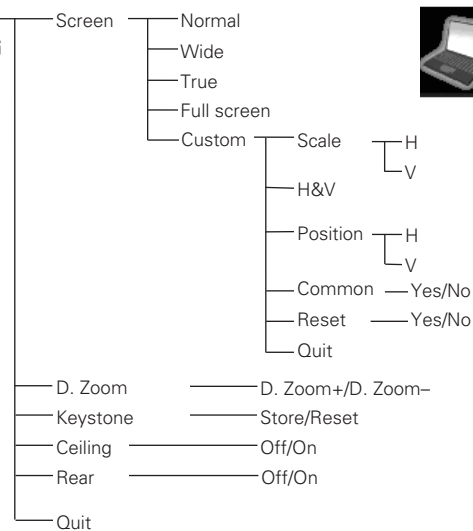 Screen
Normal
Wide
True
Full screen
Custom
Scale
H
V
H&V
Position
H
V
Common
Yes/No
Reset
Yes/No
Quit
D. Zoom
D. Zoom+/D. Zoom–
Keystone
Store/Reset
Ceiling
Off/On
Rear
Off/On
Quit